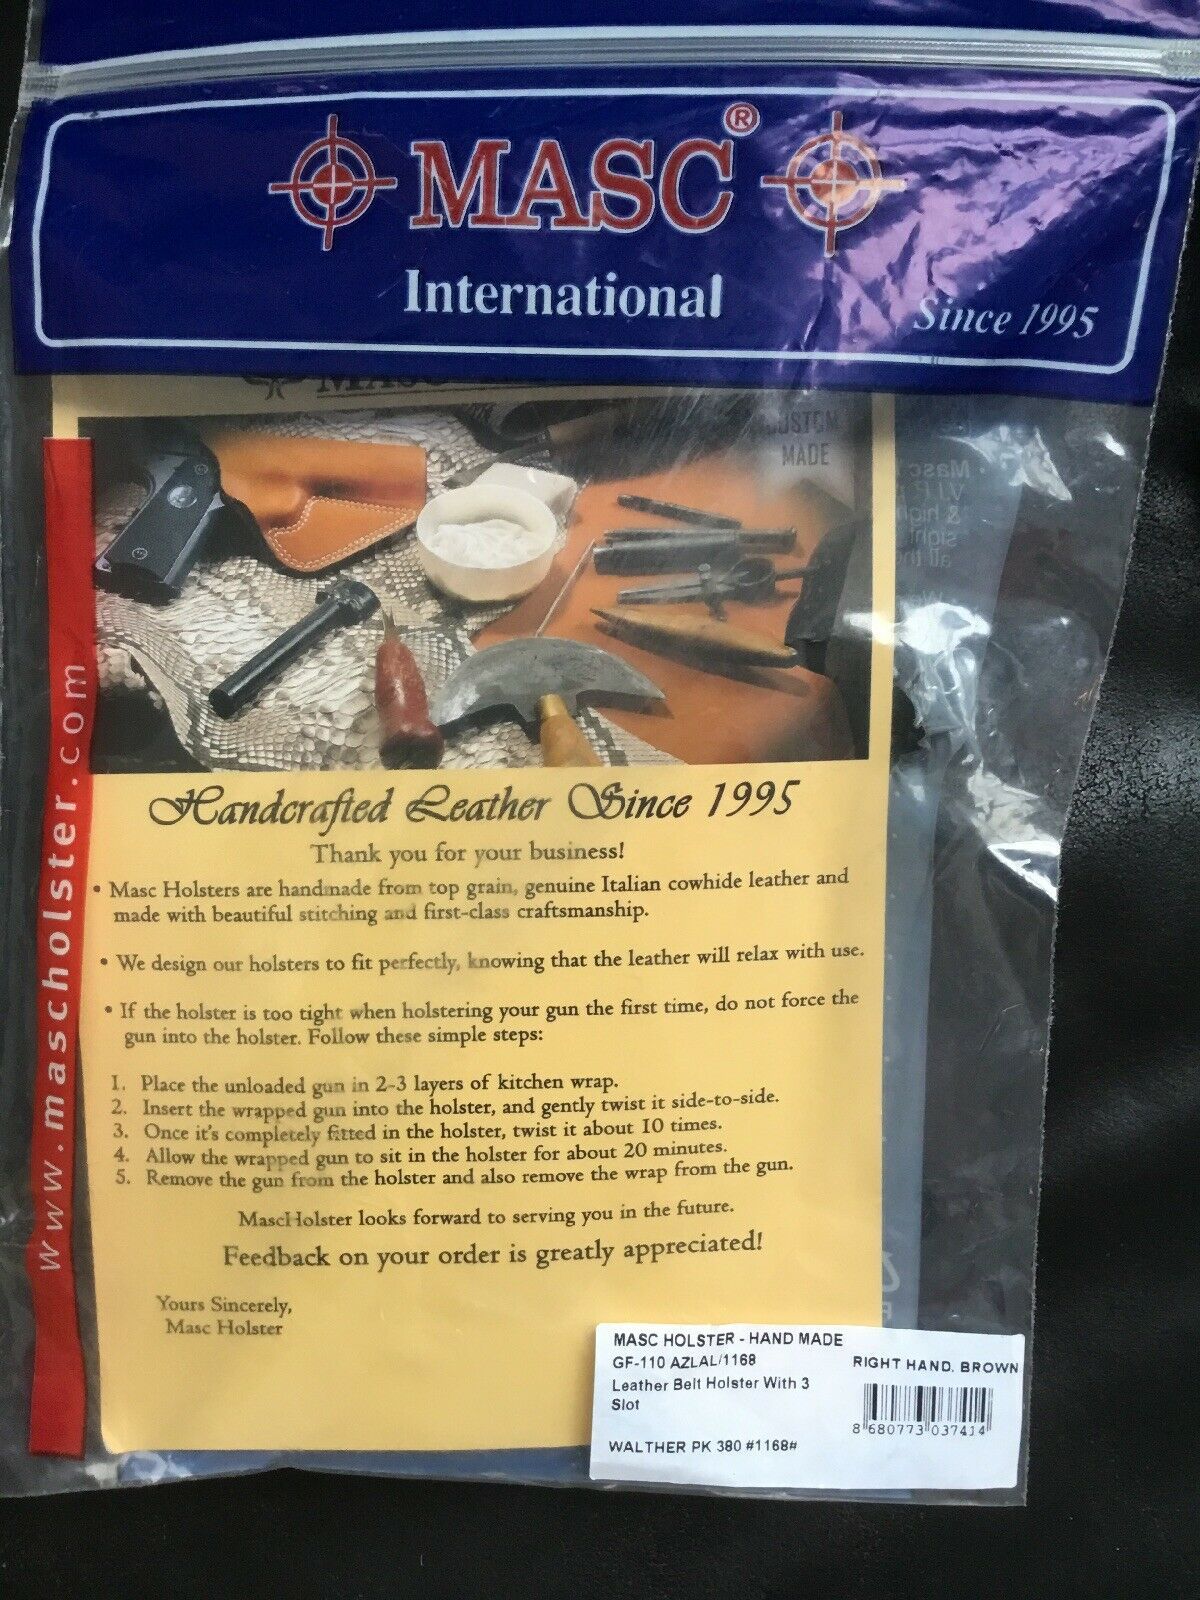 MASC®
International
Since 1995
CUSTOM
MADE
www.mascholster.com
Handcrafted Leather Since 1995
Thank you for your business!
• Masc Holsters are handmade from top grain, genuine Italian cowhide leather and
made with beautiful stitching and first-class craftsmanship.
• We design our holsters to fit perfectly, knowing that the leather will relax with use.
• If the holster is too tight when holstering your gun the first time, do not force the
gun into the holster. Follow these simple steps:
1. Place the unloaded gun in 2-3 layers of kitchen wrap.
2. Insert the wrapped gun into the holster, and gently twist it side-to-side.
3. Once it's completely fitted in the holster, twist it about 10 times.
4. Allow the wrapped gun to sit in the holster for about 20 minutes.
5. Remove the gun from the holster and also remove the wrap from the gun.
MascHolster looks forward to serving you in the future.
Feedback on your order is greatly appreciated!
Yours Sincerely,
Masc Holster
MASC HOLSTER - HAND MADE
GF-110 AZLAL/1168
RIGHT HAND. BROWN
Leather Belt Holster With 3
Slot
8 680773 037414
WALTHER PK 380 #1168#